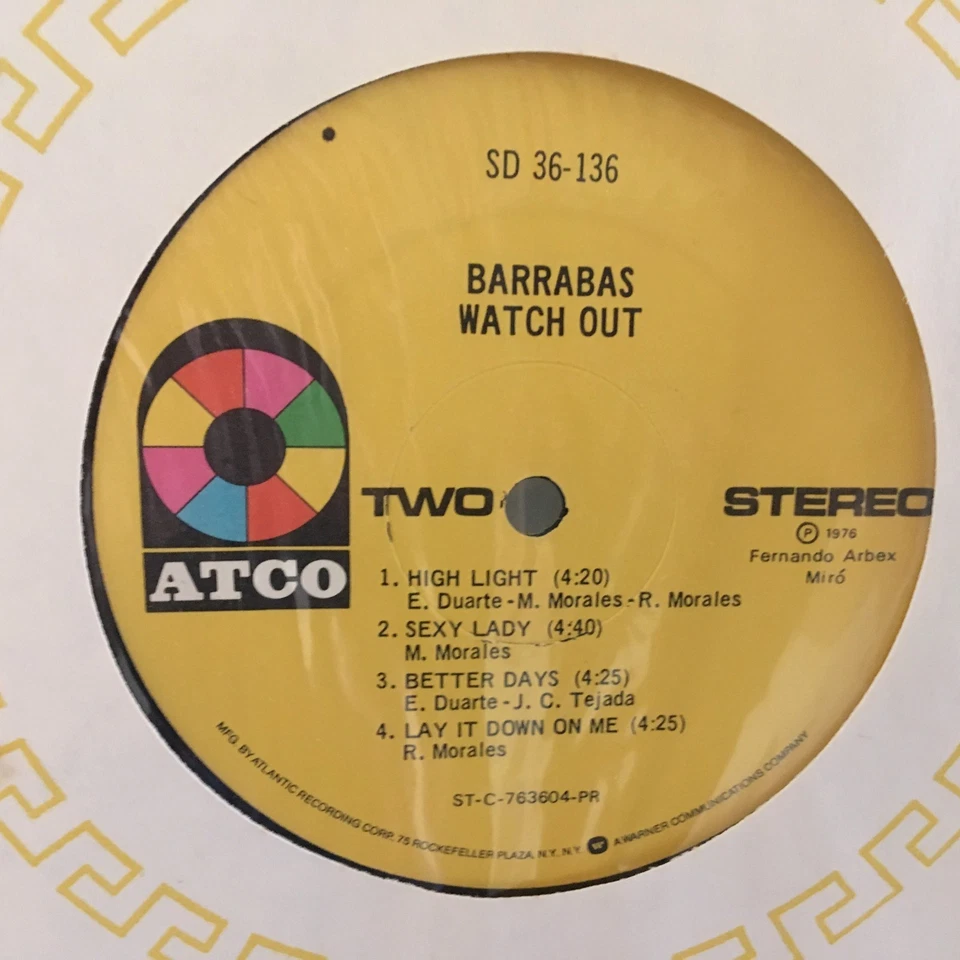 SD 36-136
BARRABAS
WATCH OUT
ATCO
TWO
STEREO
Ⓟ 1976
Fernando Arbex
Miró
1. HIGH LIGHT (4:20)
E. Duarte-M. Morales-R. Morales
2. SEXY LADY (4:40)
M. Morales
3. BETTER DAYS (4:25)
E. Duarte-J. C. Tejada
4. LAY IT DOWN ON ME (4:25)
R. Morales
ST-C-763604-PR
MFG. BY ATLANTIC RECORDING CORP. 75 ROCKEFELLER PLAZA, N.Y. N.Y. A WARNER COMMUNICATIONS COMPANY